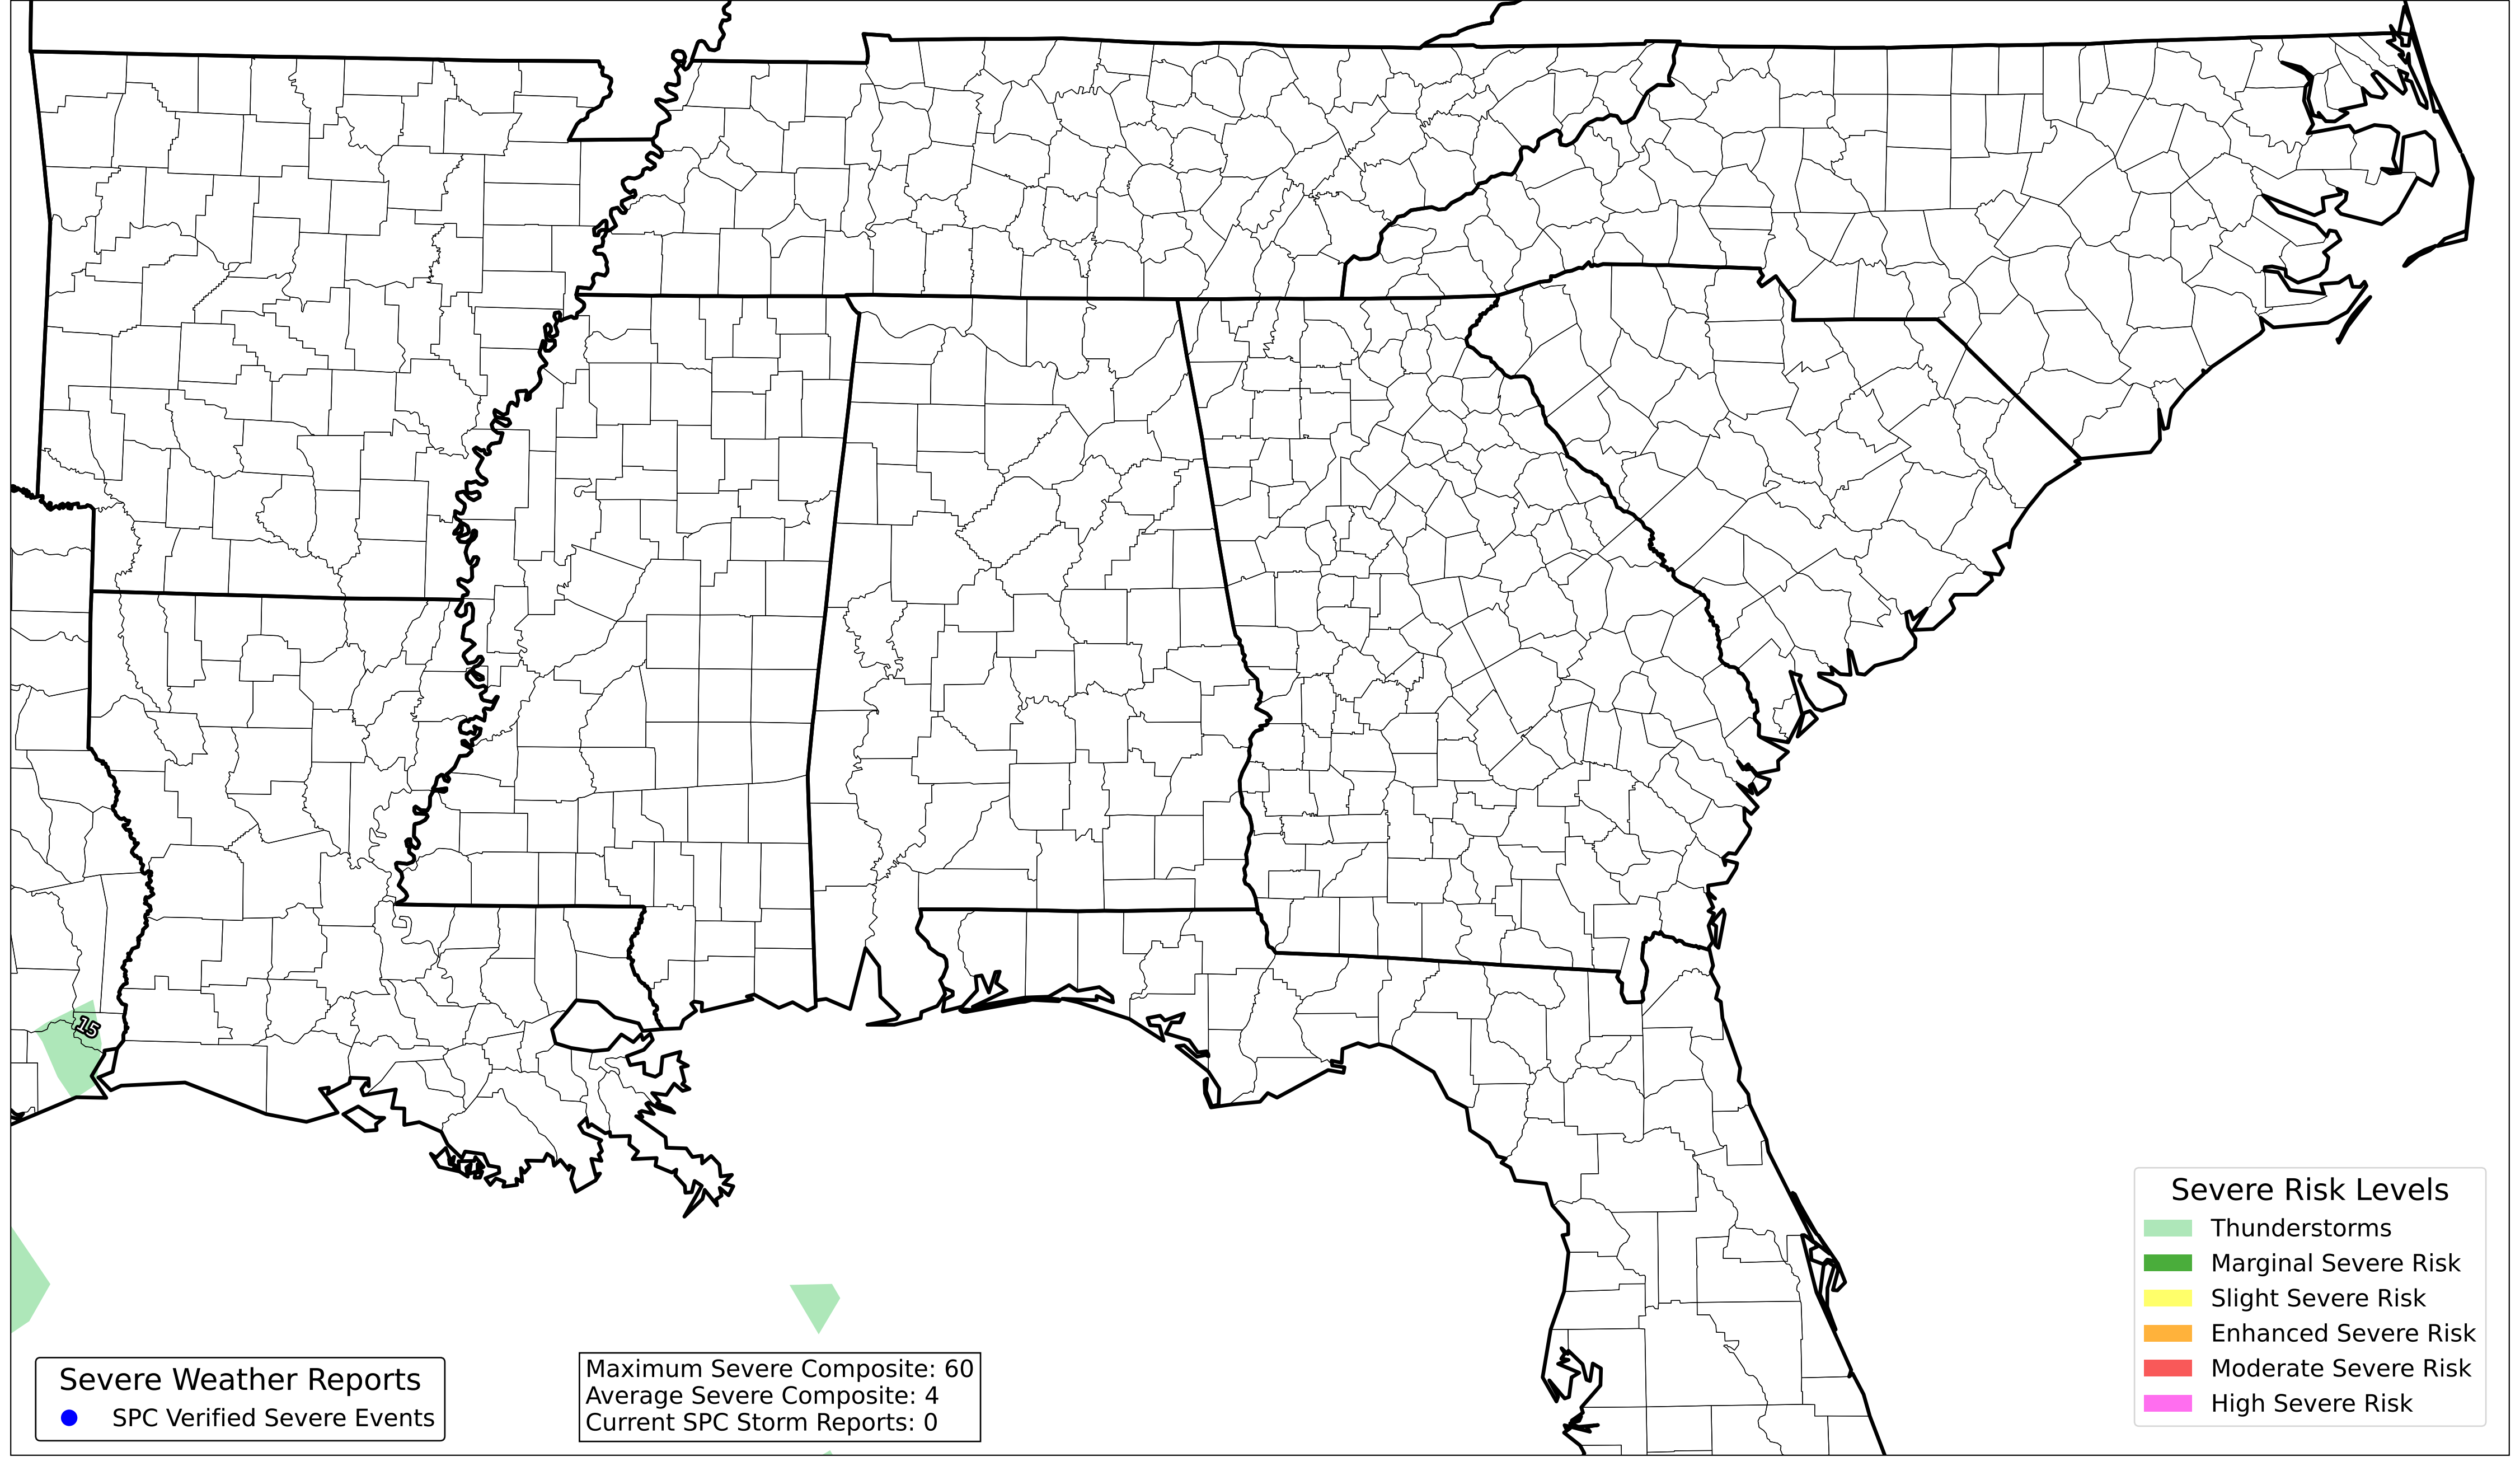 15
Severe Risk Levels
Thunderstorms
Marginal Severe Risk
Slight Severe Risk
Enhanced Severe Risk
Moderate Severe Risk
High Severe Risk
Severe Weather Reports
SPC Verified Severe Events
Maximum Severe Composite: 60
Average Severe Composite: 4
Current SPC Storm Reports: 0